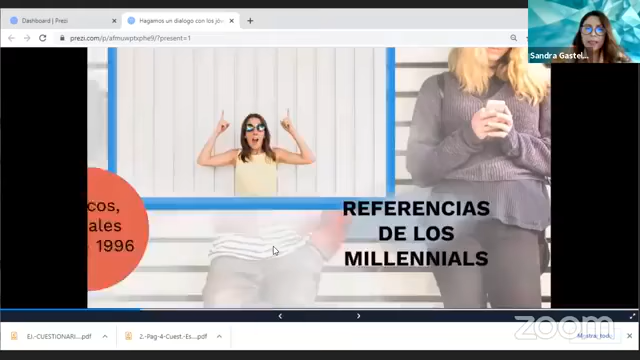 Dashboard | Prezi
Hagamos un dialogo con los jóv
prezi.com/p/afmuwptxphe9/?present=1
Sandra Gastel...
cos,
ales
1996
REFERENCIAS
DE LOS
MILLENNIALS
EJ.-CUESTIONARI....pdf
2.-Pag-4-Cuest.-Es....pdf
zoom